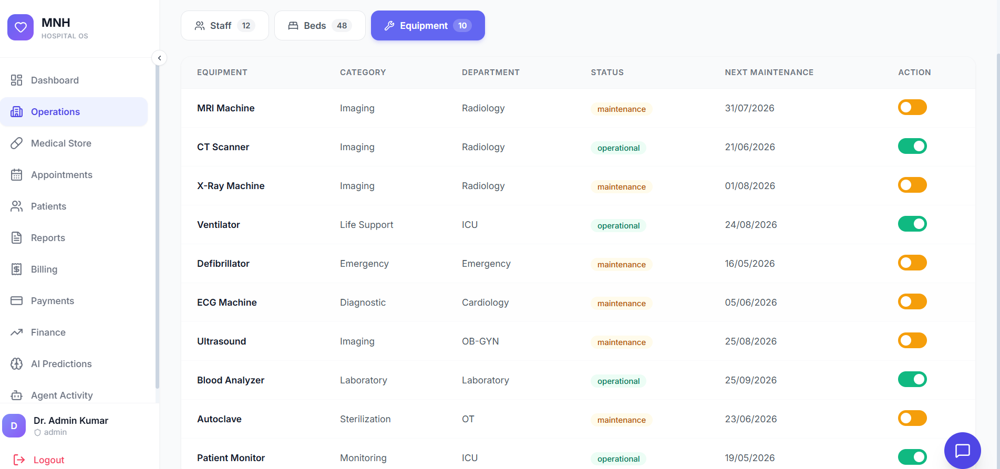 MNH
HOSPITAL OS
Dashboard
Operations
Medical Store
Appointments
Patients
Reports
Billing
Payments
Finance
AI Predictions
Agent Activity
D
Dr. Admin Kumar
admin
Logout
Staff 12
Beds 48
Equipment 10
EQUIPMENT CATEGORY DEPARTMENT STATUS NEXT MAINTENANCE ACTION
MRI Machine Imaging Radiology maintenance 31/07/2026
CT Scanner Imaging Radiology operational 21/06/2026
X-Ray Machine Imaging Radiology maintenance 01/08/2026
Ventilator Life Support ICU operational 24/08/2026
Defibrillator Emergency Emergency maintenance 16/05/2026
ECG Machine Diagnostic Cardiology maintenance 05/06/2026
Ultrasound Imaging OB-GYN maintenance 25/08/2026
Blood Analyzer Laboratory Laboratory operational 25/09/2026
Autoclave Sterilization OT maintenance 23/06/2026
Patient Monitor Monitoring ICU operational 19/05/2026